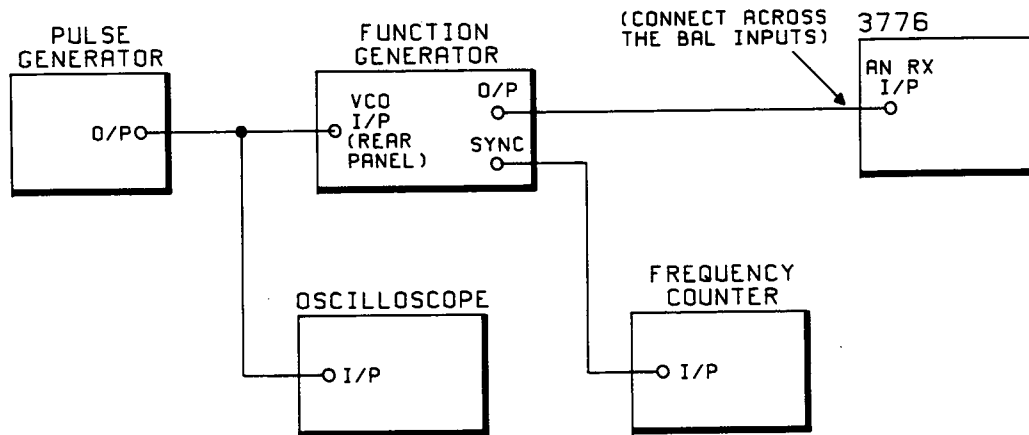 PULSE
GENERATOR
O/P
FUNCTION
GENERATOR
VCO
I/P
(REAR
PANEL)
O/P
SYNC
(CONNECT ACROSS
THE BAL INPUTS)
3776
AN RX
I/P
OSCILLOSCOPE
I/P
FREQUENCY
COUNTER
I/P